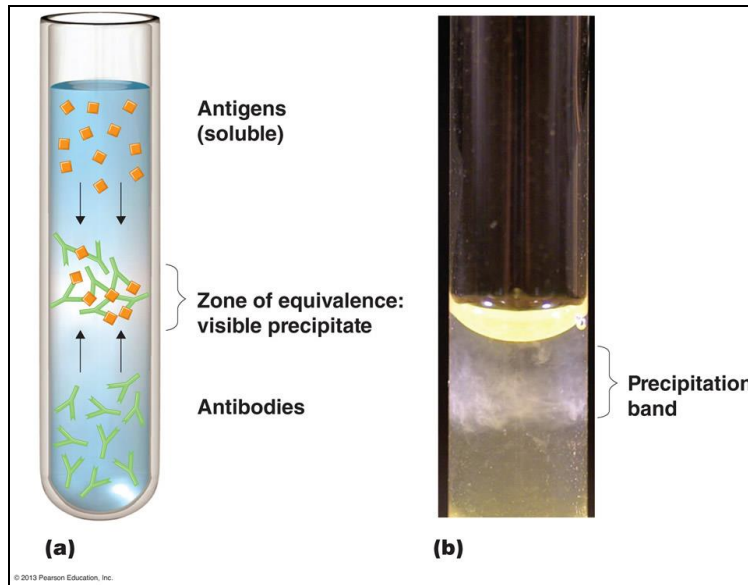 Antigens
(soluble)
Zone of equivalence:
visible precipitate
Antibodies
Precipitation
band
(a)
(b)
© 2013 Pearson Education, Inc.